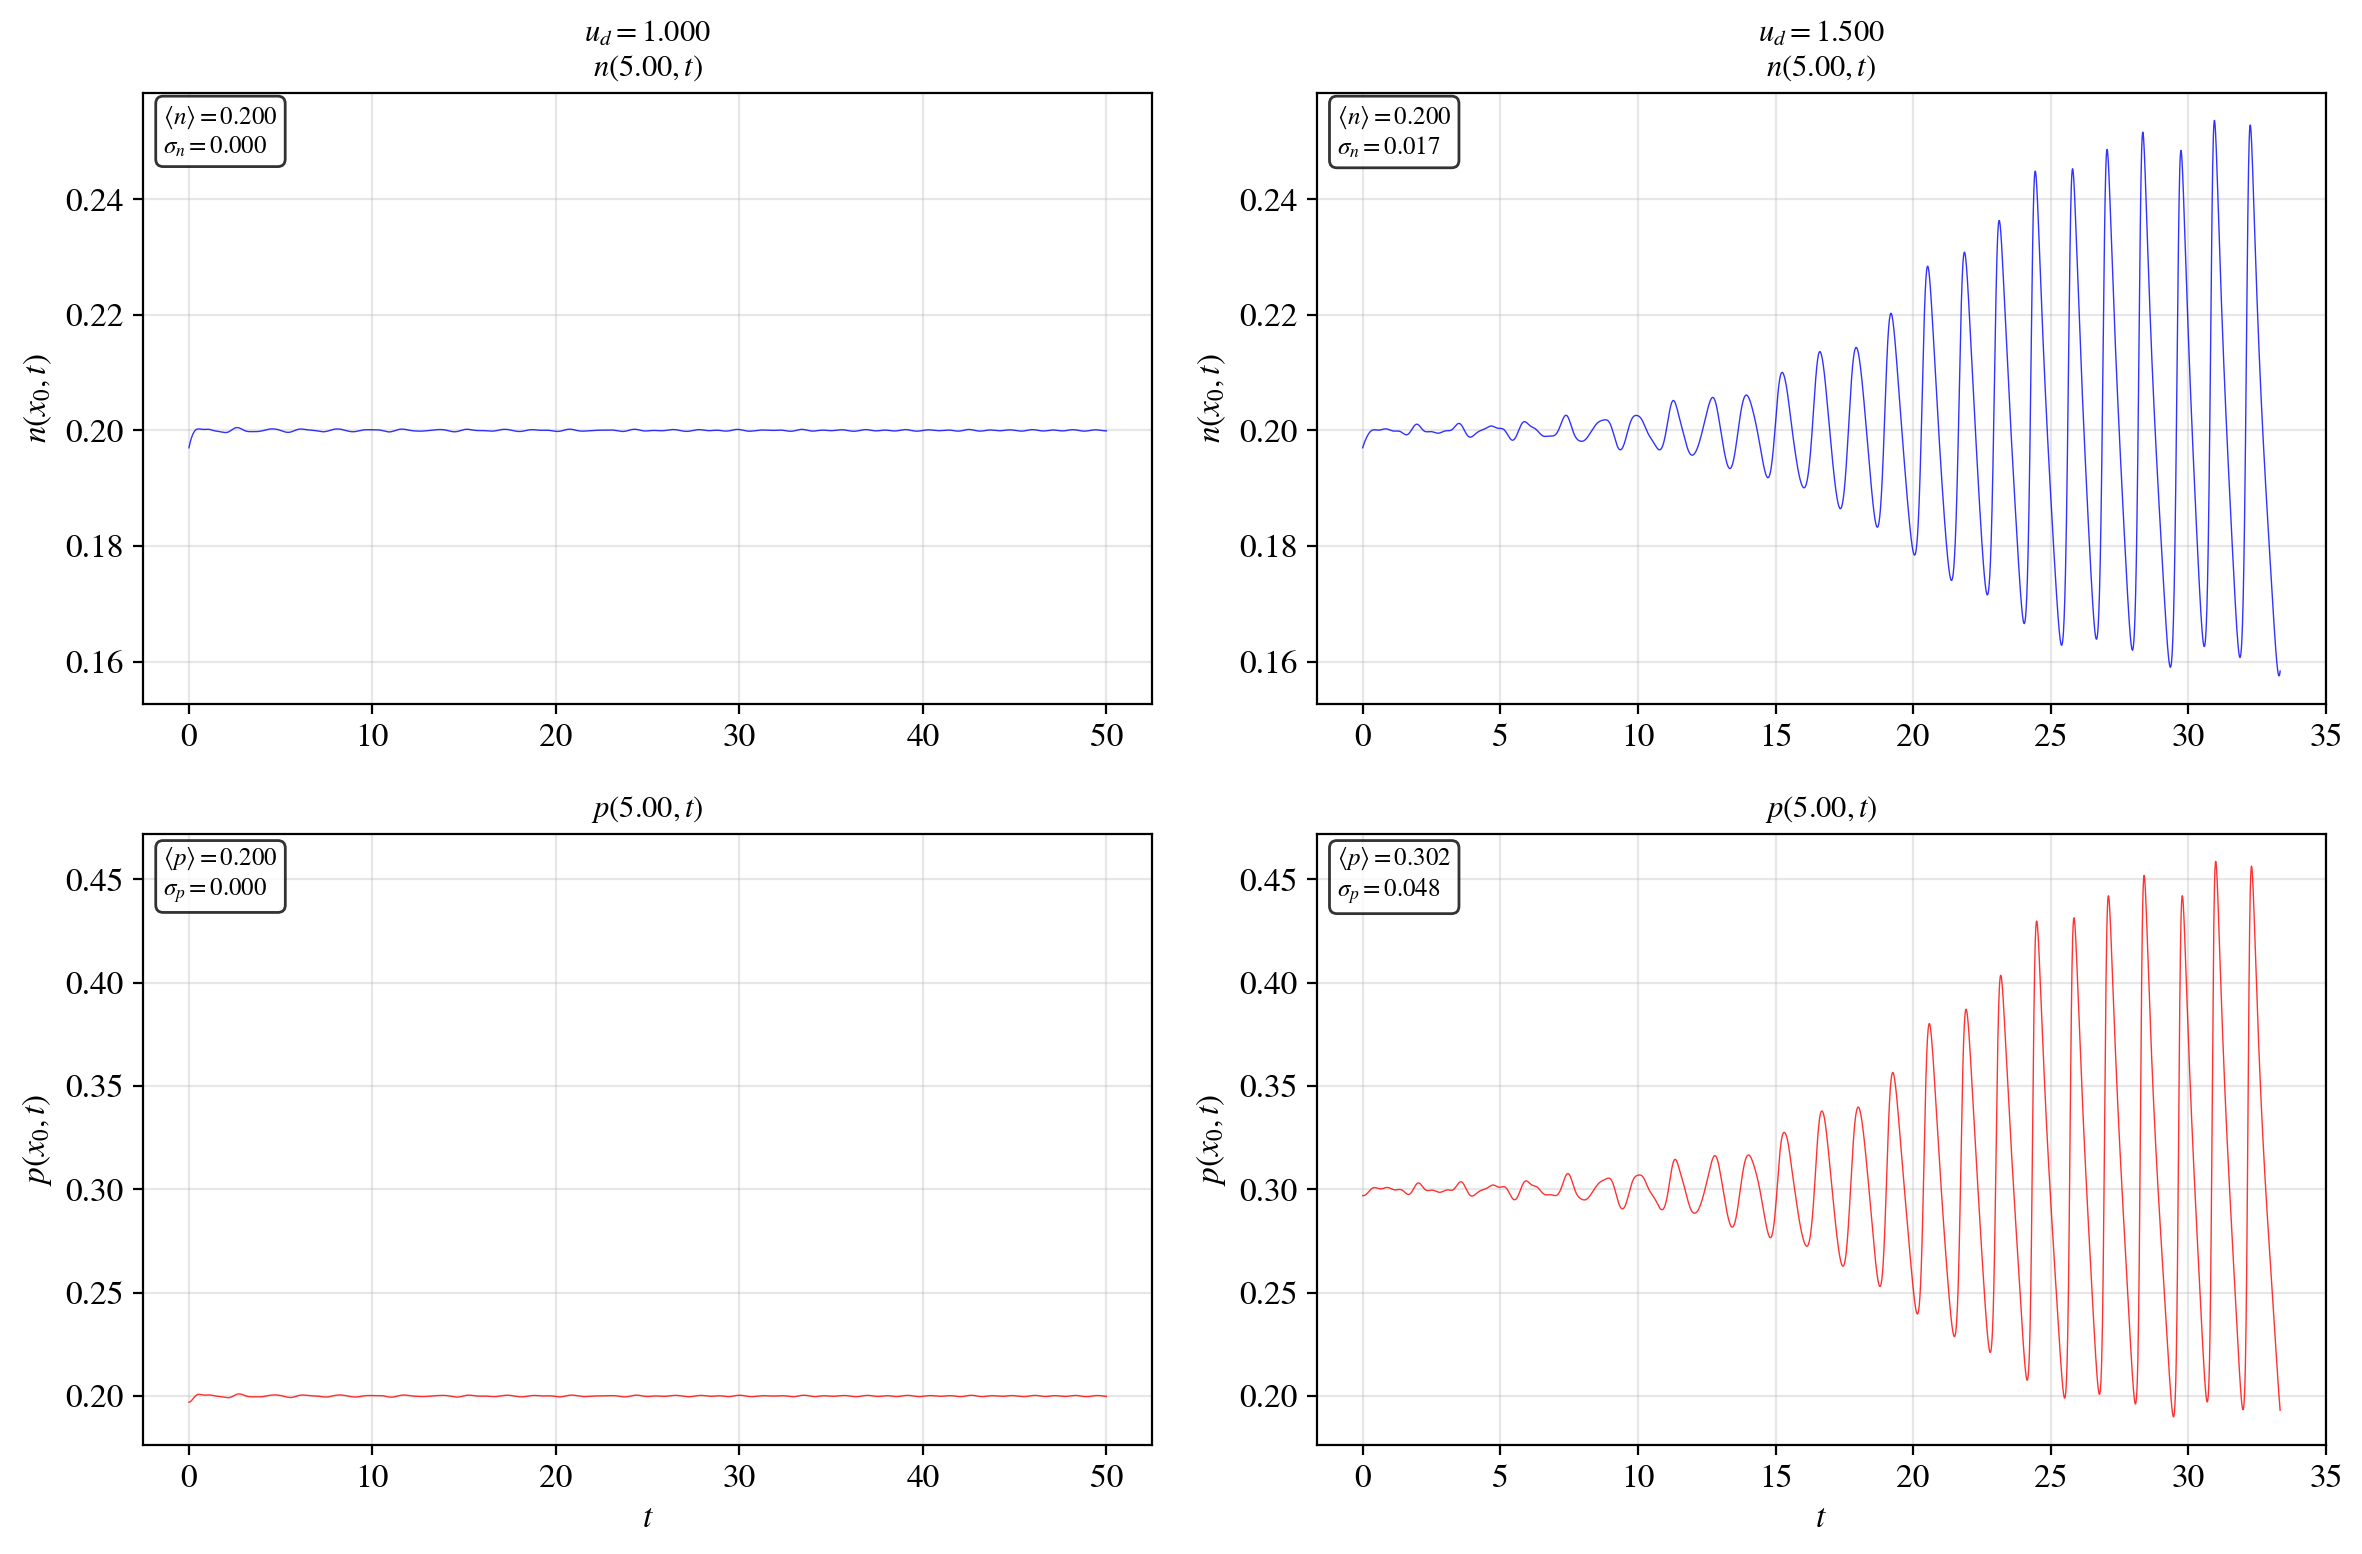 u_d = 1.000
n(5.00, t)
⟨n⟩ = 0.200
σ_n = 0.000
n(x_0, t)
0.24
0.22
0.20
0.18
0.16
0 10 20 30 40 50
u_d = 1.500
n(5.00, t)
⟨n⟩ = 0.200
σ_n = 0.017
n(x_0, t)
0.24
0.22
0.20
0.18
0.16
0 5 10 15 20 25 30 35
p(5.00, t)
⟨p⟩ = 0.200
σ_p = 0.000
p(x_0, t)
0.45
0.40
0.35
0.30
0.25
0.20
0 10 20 30 40 50
t
p(5.00, t)
⟨p⟩ = 0.302
σ_p = 0.048
p(x_0, t)
0.45
0.40
0.35
0.30
0.25
0.20
0 5 10 15 20 25 30 35
t